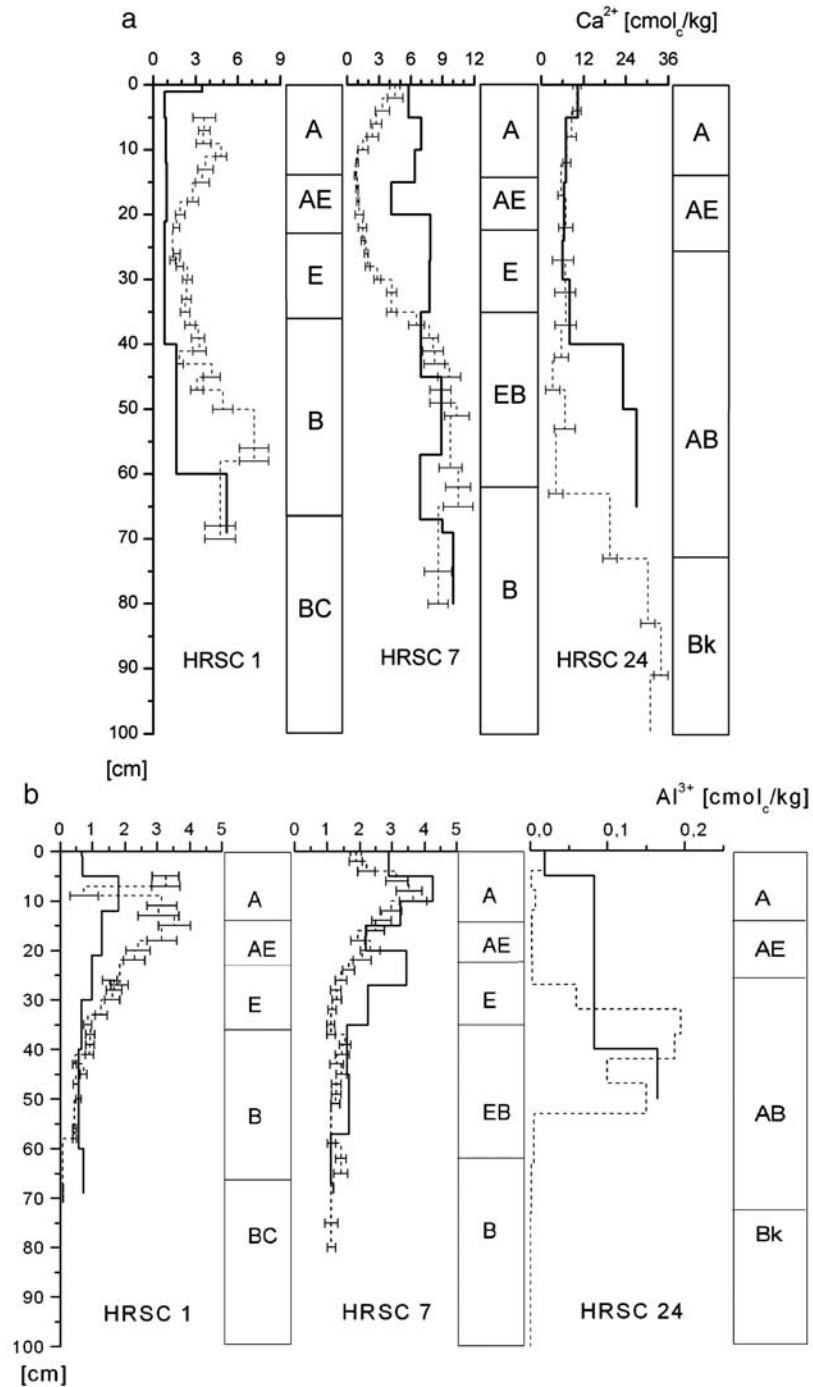 a
Ca2+ [cmolc/kg]
0 3 6 9 0 3 6 9 12 0 12 24 36
0
10
20
30
40
50
60
70
80
90
100
[cm]
A
AE
E
B
BC
HRSC 1
A
AE
E
EB
B
HRSC 7
A
AE
AB
Bk
HRSC 24
b
Al3+ [cmolc/kg]
0 1 2 3 4 5 0 1 2 3 4 5 0,0 0,1 0,2
0
10
20
30
40
50
60
70
80
90
100
[cm]
A
AE
E
B
BC
HRSC 1
A
AE
E
EB
B
HRSC 7
A
AE
AB
Bk
HRSC 24